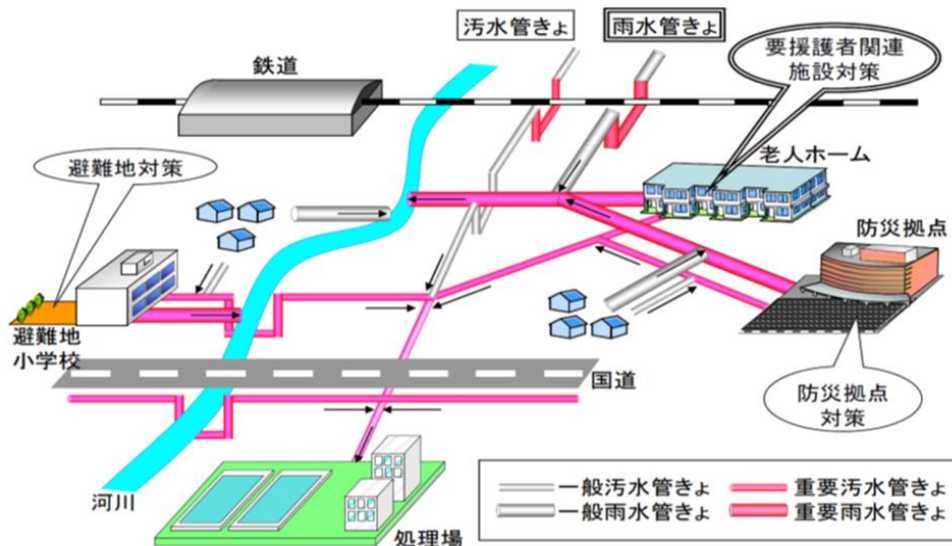 汚水管きょ
雨水管きょ
要援護者関連
施設対策
鉄道
避難地対策
老人ホーム
防災拠点
避難地
小学校
国道
防災拠点
対策
河川
処理場
一般汚水管きょ
重要汚水管きょ
一般雨水管きょ
重要雨水管きょ